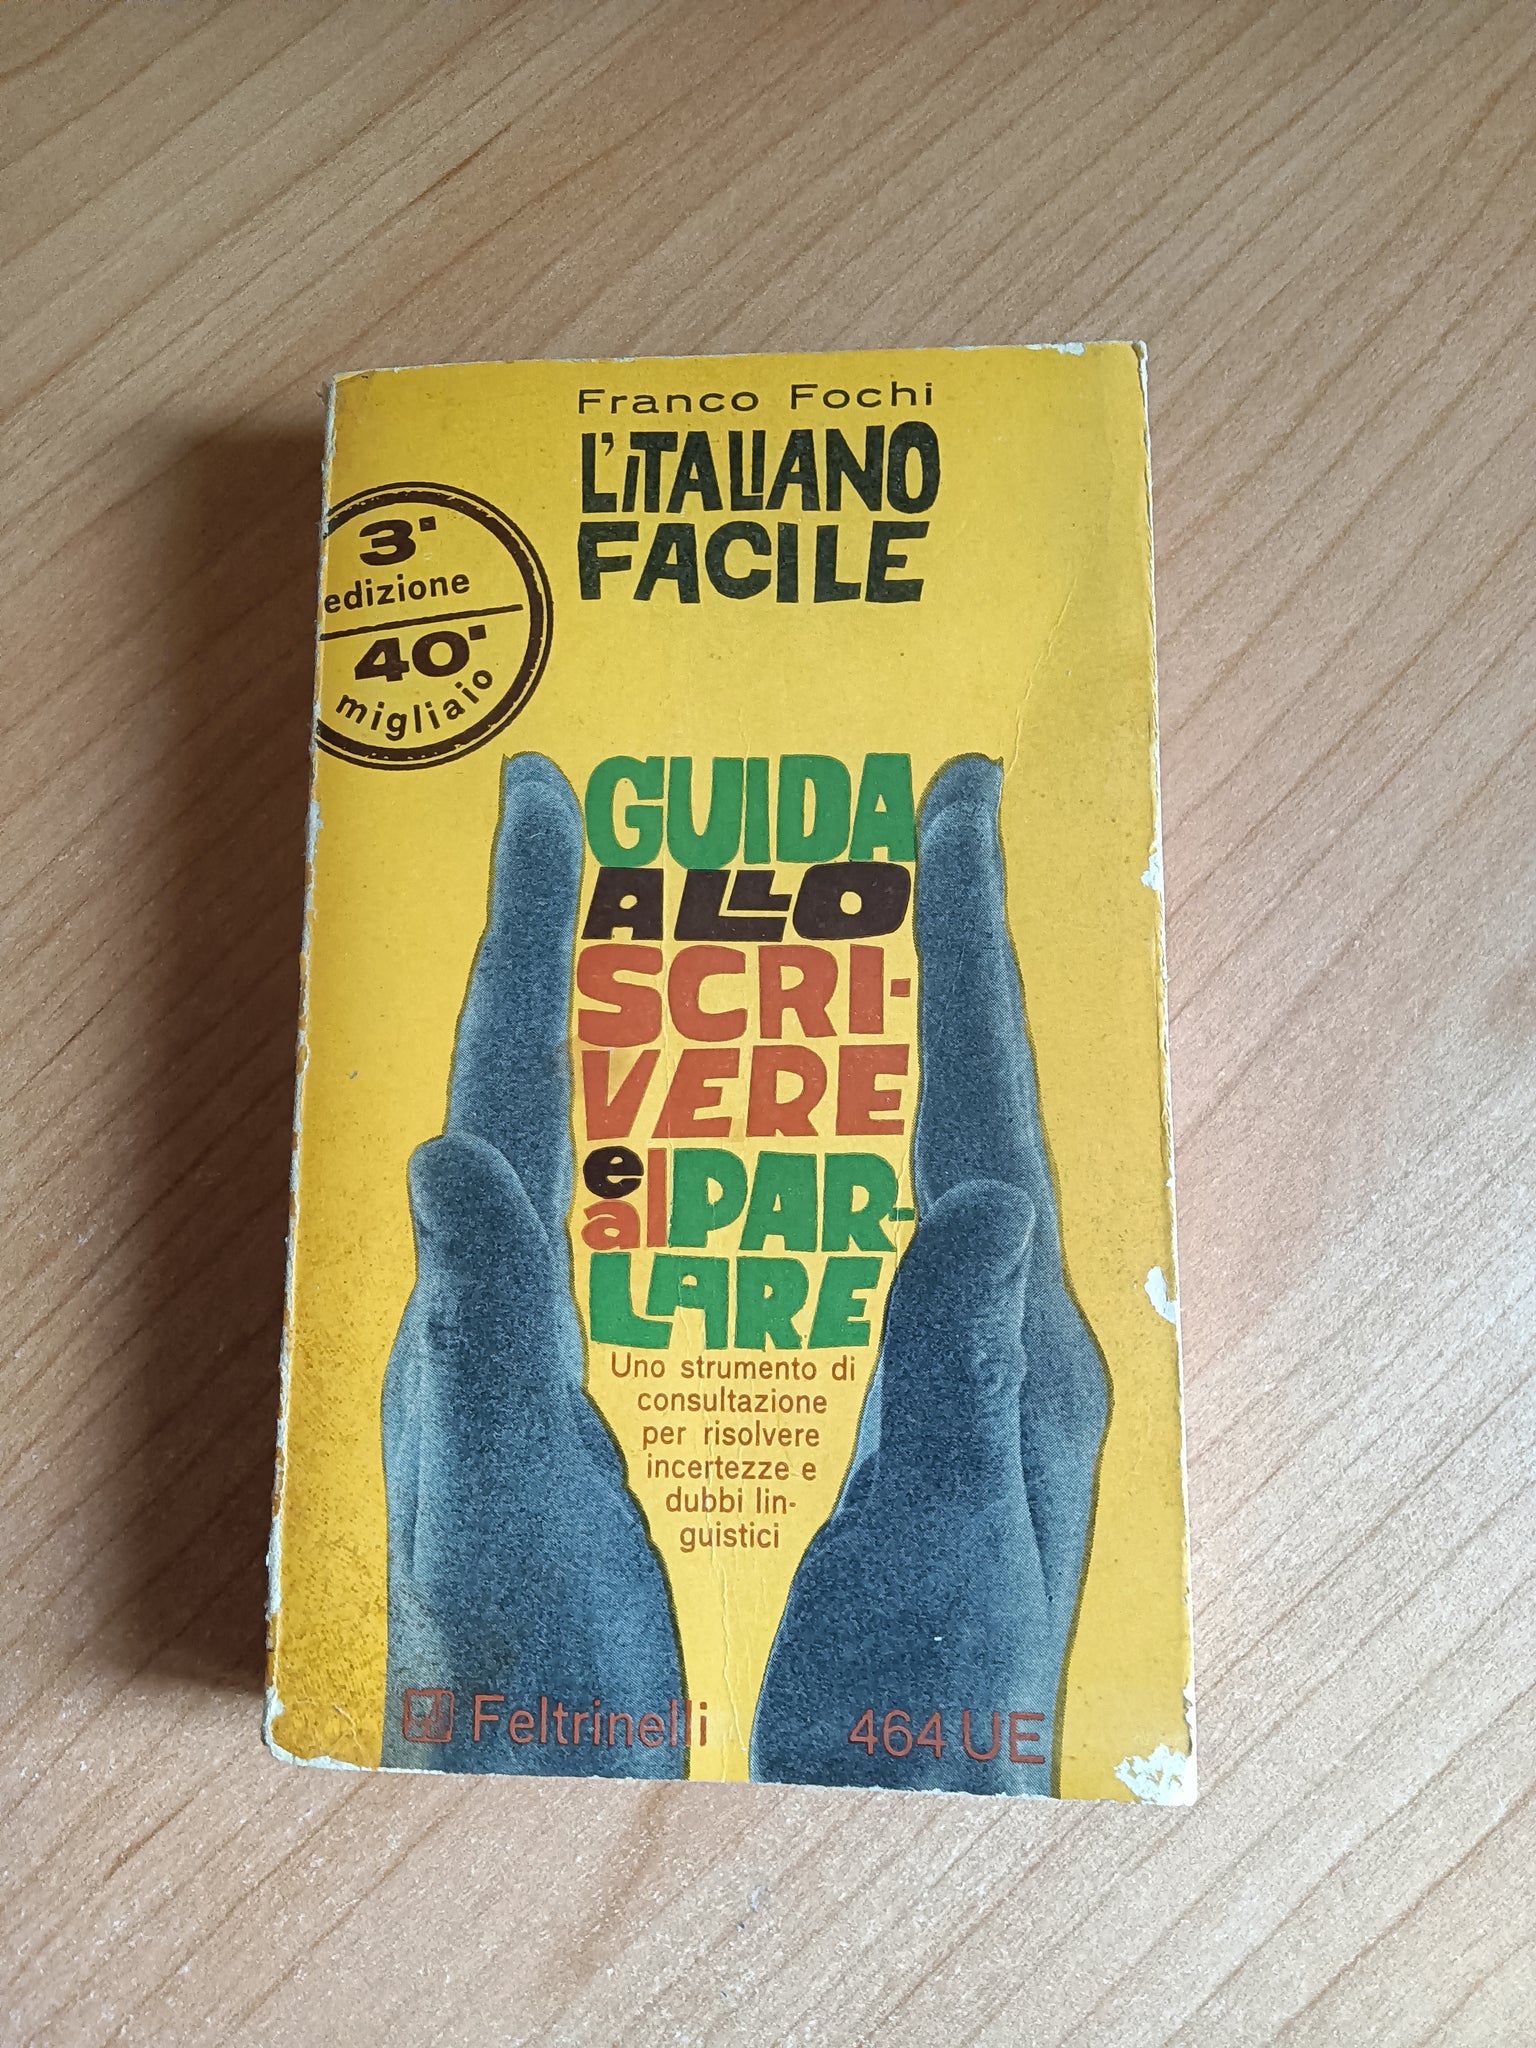 Franco Fochi
L'iTALIANO
FACILE
3ª
edizione
40°
migliaio
GUIDA
ALLO
SCRI-
VERE
e
al PAR-
LARE
Uno strumento di
consultazione
per risolvere
incertezze e
dubbi lin-
guistici
Feltrinelli
464 UE